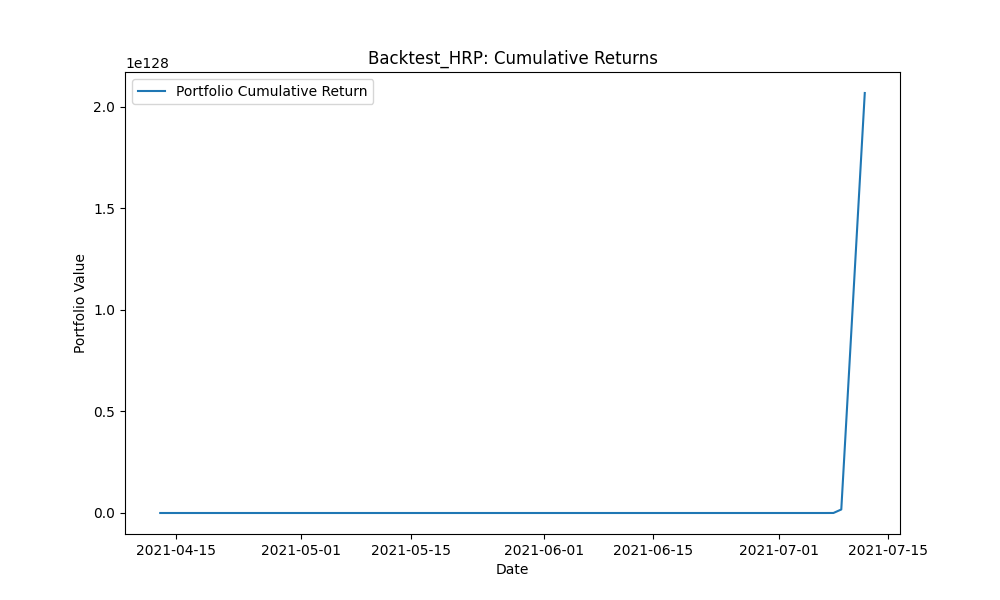 Backtest_HRP: Cumulative Returns
1e128
Portfolio Cumulative Return
2.0
1.5
1.0
0.5
0.0
Portfolio Value
2021-04-15 2021-05-01 2021-05-15 2021-06-01 2021-06-15 2021-07-01 2021-07-15
Date